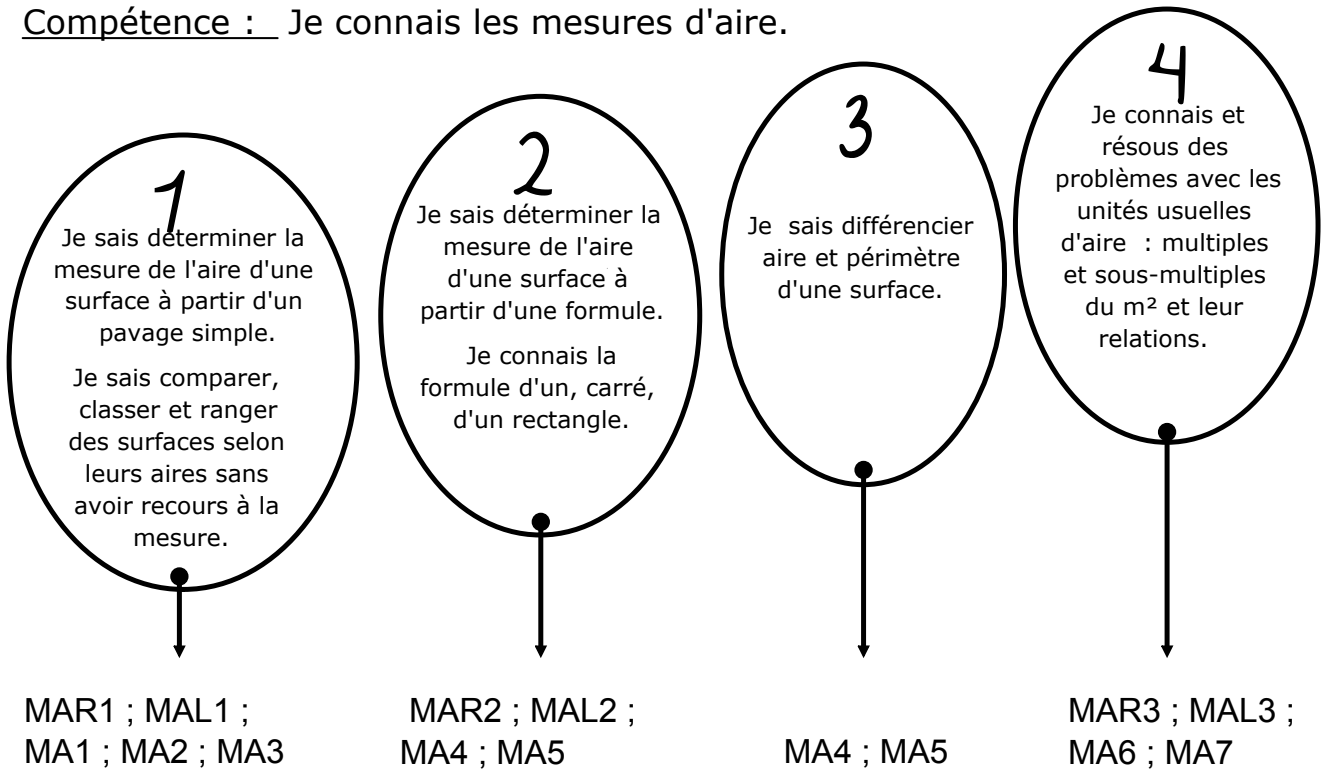 Compétence : Je connais les mesures d'aire.
1
Je sais déterminer la
mesure de l'aire d'une
surface à partir d'un
pavage simple.
Je sais comparer,
classer et ranger
des surfaces selon
leurs aires sans
avoir recours à la
mesure.
MAR1 ; MAL1 ;
MA1 ; MA2 ; MA3
2
Je sais déterminer la
mesure de l'aire
d'une surface à
partir d'une formule.
Je connais la
formule d'un, carré,
d'un rectangle.
MAR2 ; MAL2 ;
MA4 ; MA5
3
Je sais différencier
aire et périmètre
d'une surface.
MA4 ; MA5
4
Je connais et
résous des
problèmes avec les
unités usuelles
d'aire : multiples
et sous-multiples
du m² et leur
relations.
MAR3 ; MAL3 ;
MA6 ; MA7